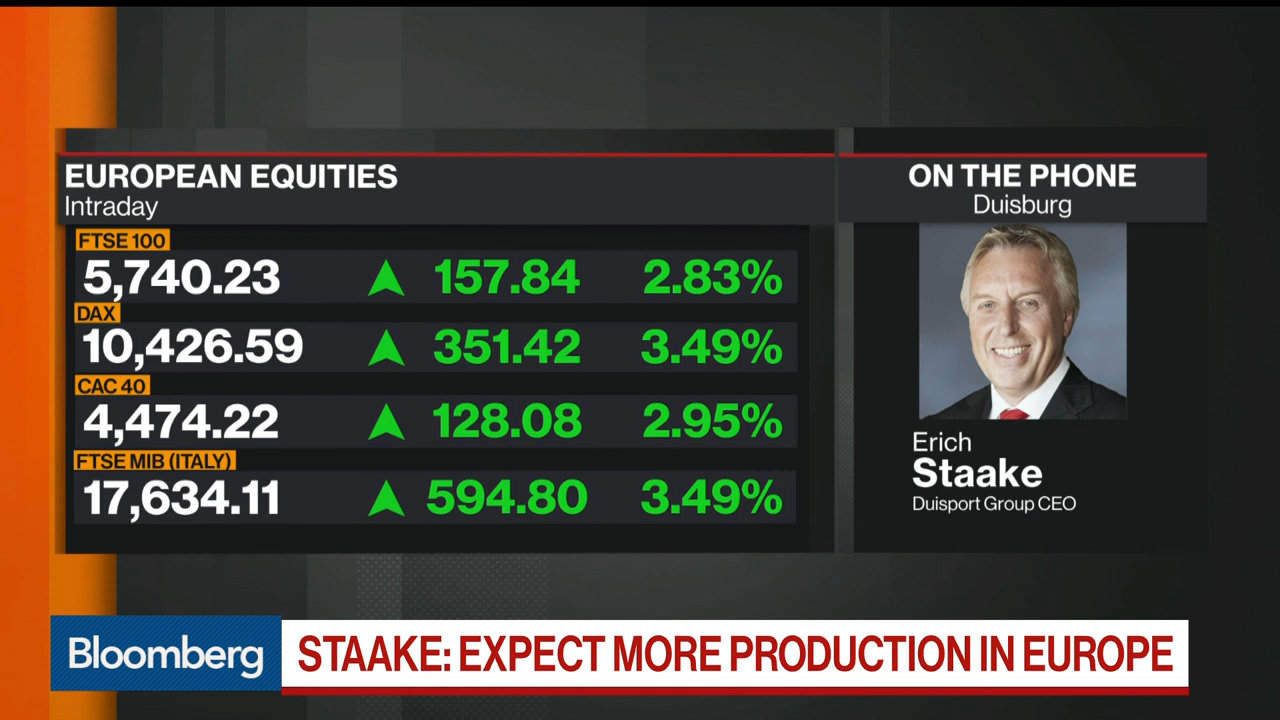 EUROPEAN EQUITIES
Intraday
FTSE 100
5,740.23 157.84 2.83%
DAX
10,426.59 351.42 3.49%
CAC 40
4,474.22 128.08 2.95%
FTSE MIB (ITALY)
17,634.11 594.80 3.49%
ON THE PHONE
Duisburg
Erich
Staake
Duisport Group CEO
Bloomberg
STAAKE: EXPECT MORE PRODUCTION IN EUROPE